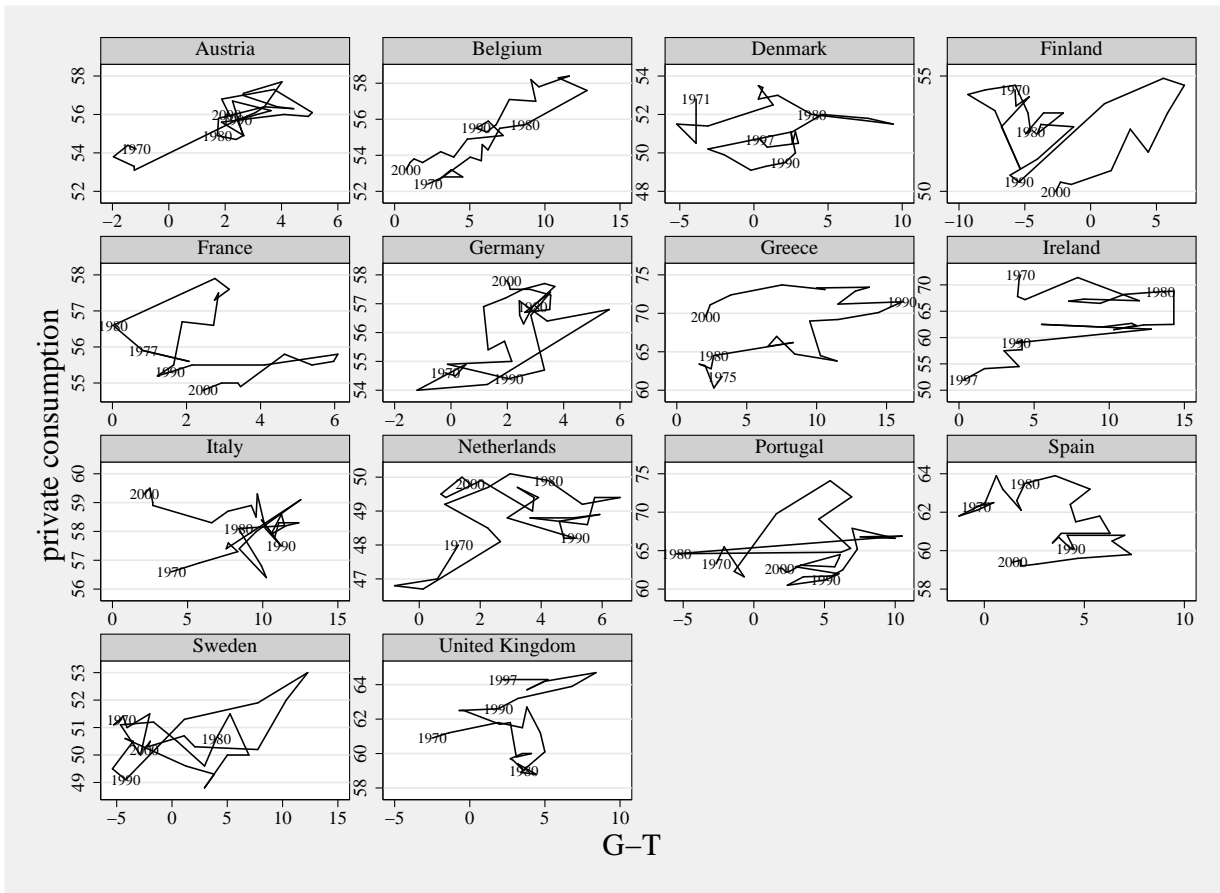 Austria
52 54 56 58
−2 0 2 4 6
1970
1980
2000
1990
Belgium
52 54 56 58
0 5 10 15
1970
1980
1990
2000
Denmark
48 50 52 54
−5 0 5 10
1971
1980
1990
1997
Finland
50 55
−10 −5 0 5
1970
1980
1990
2000
France
55 56 57 58
0 2 4 6
1980
1977
1990
2000
Germany
54 55 56 57 58
−2 0 2 4 6
2000
1980
1970
1990
Greece
60 65 70 75
0 5 10 15
1990
2000
1980
1975
Ireland
50 55 60 65 70
0 5 10 15
1970
1980
1990
1997
Italy
56 57 58 59 60
0 5 10 15
2000
1980
1990
1970
Netherlands
47 48 49 50
0 2 4 6
2000
1980
1970
1990
Portugal
60 65 70 75
−5 0 5 10
1980
1970
2000
1990
Spain
58 60 62 64
0 5 10
1980
1970
1990
2000
Sweden
49 50 51 52 53
−5 0 5 10 15
1970
1980
2000
1990
United Kingdom
58 60 62 64
0 5 10
1997
1990
1970
1980
private consumption
G−T